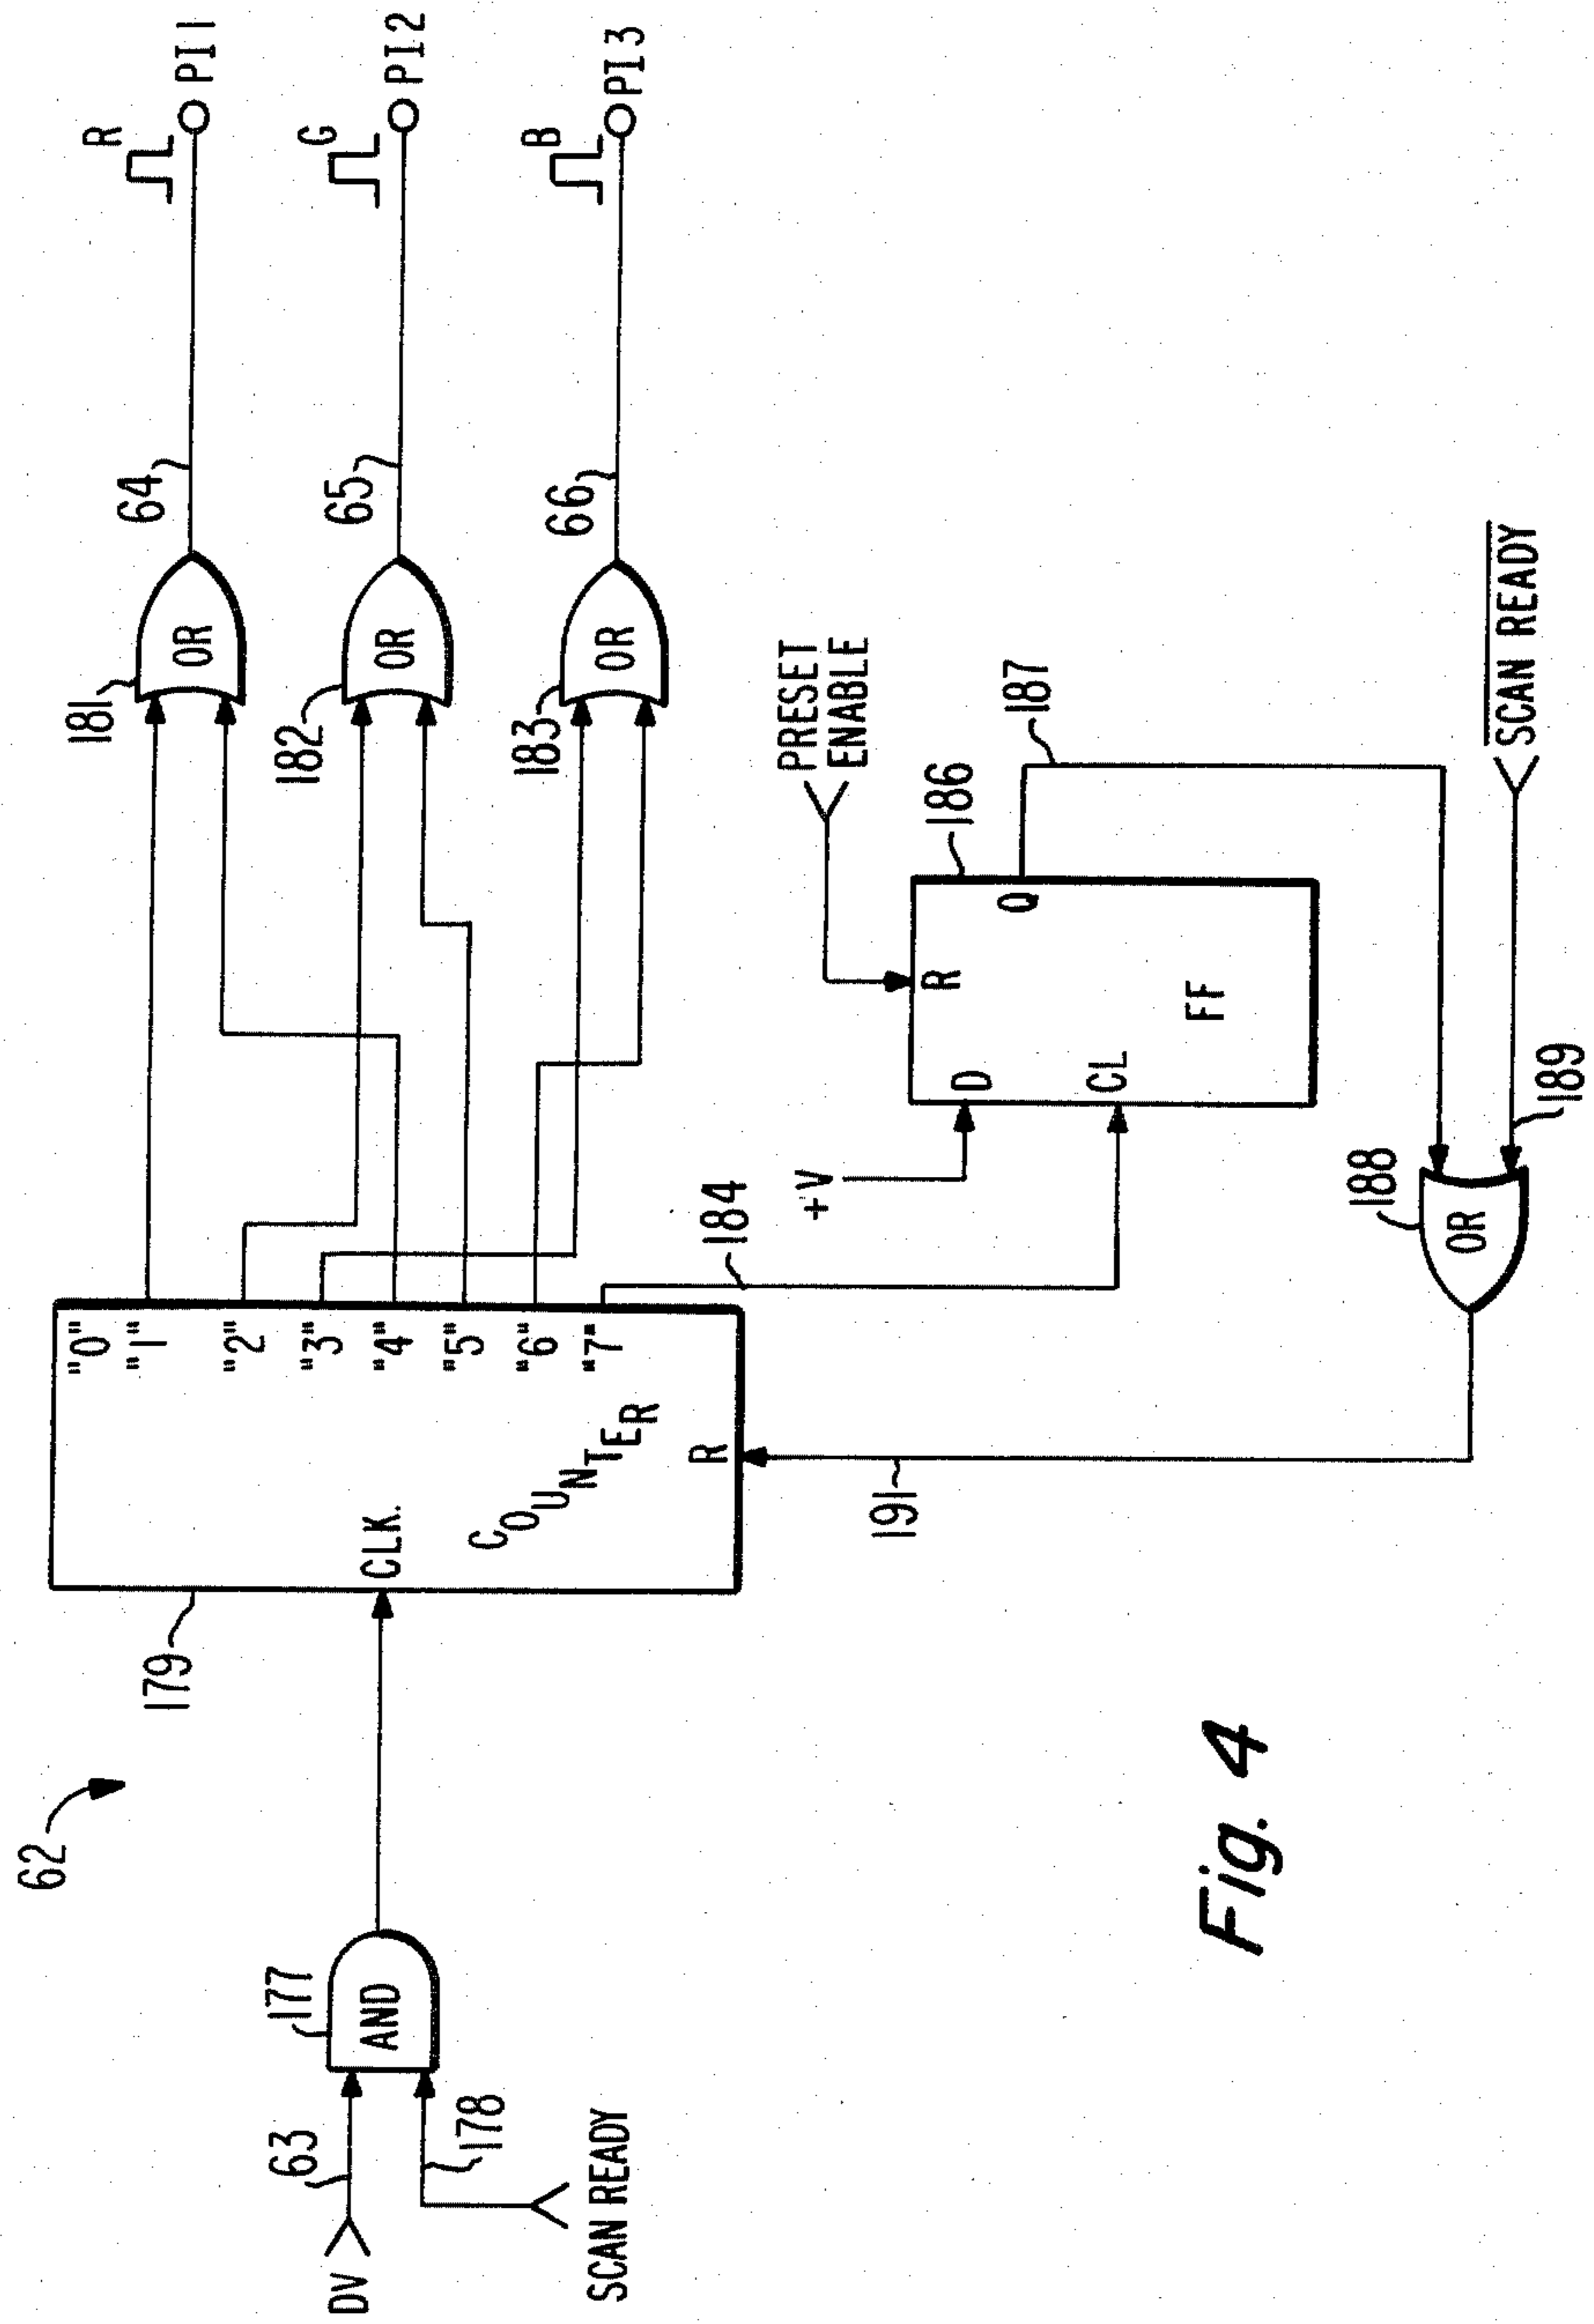 62
DV
63
SCAN READY
178
177
AND
179
CLK.
COUNTER
R
"0"
"1"
"2"
"3"
"4"
"5"
"6"
"7"
181
OR
64
R
PI 1
182
OR
65
G
PI2
183
OR
66
B
PI3
184
+V
D
CL
R
Q
FF
186
PRESET
ENABLE
187
188
OR
189
SCAN READY
191
Fig. 4